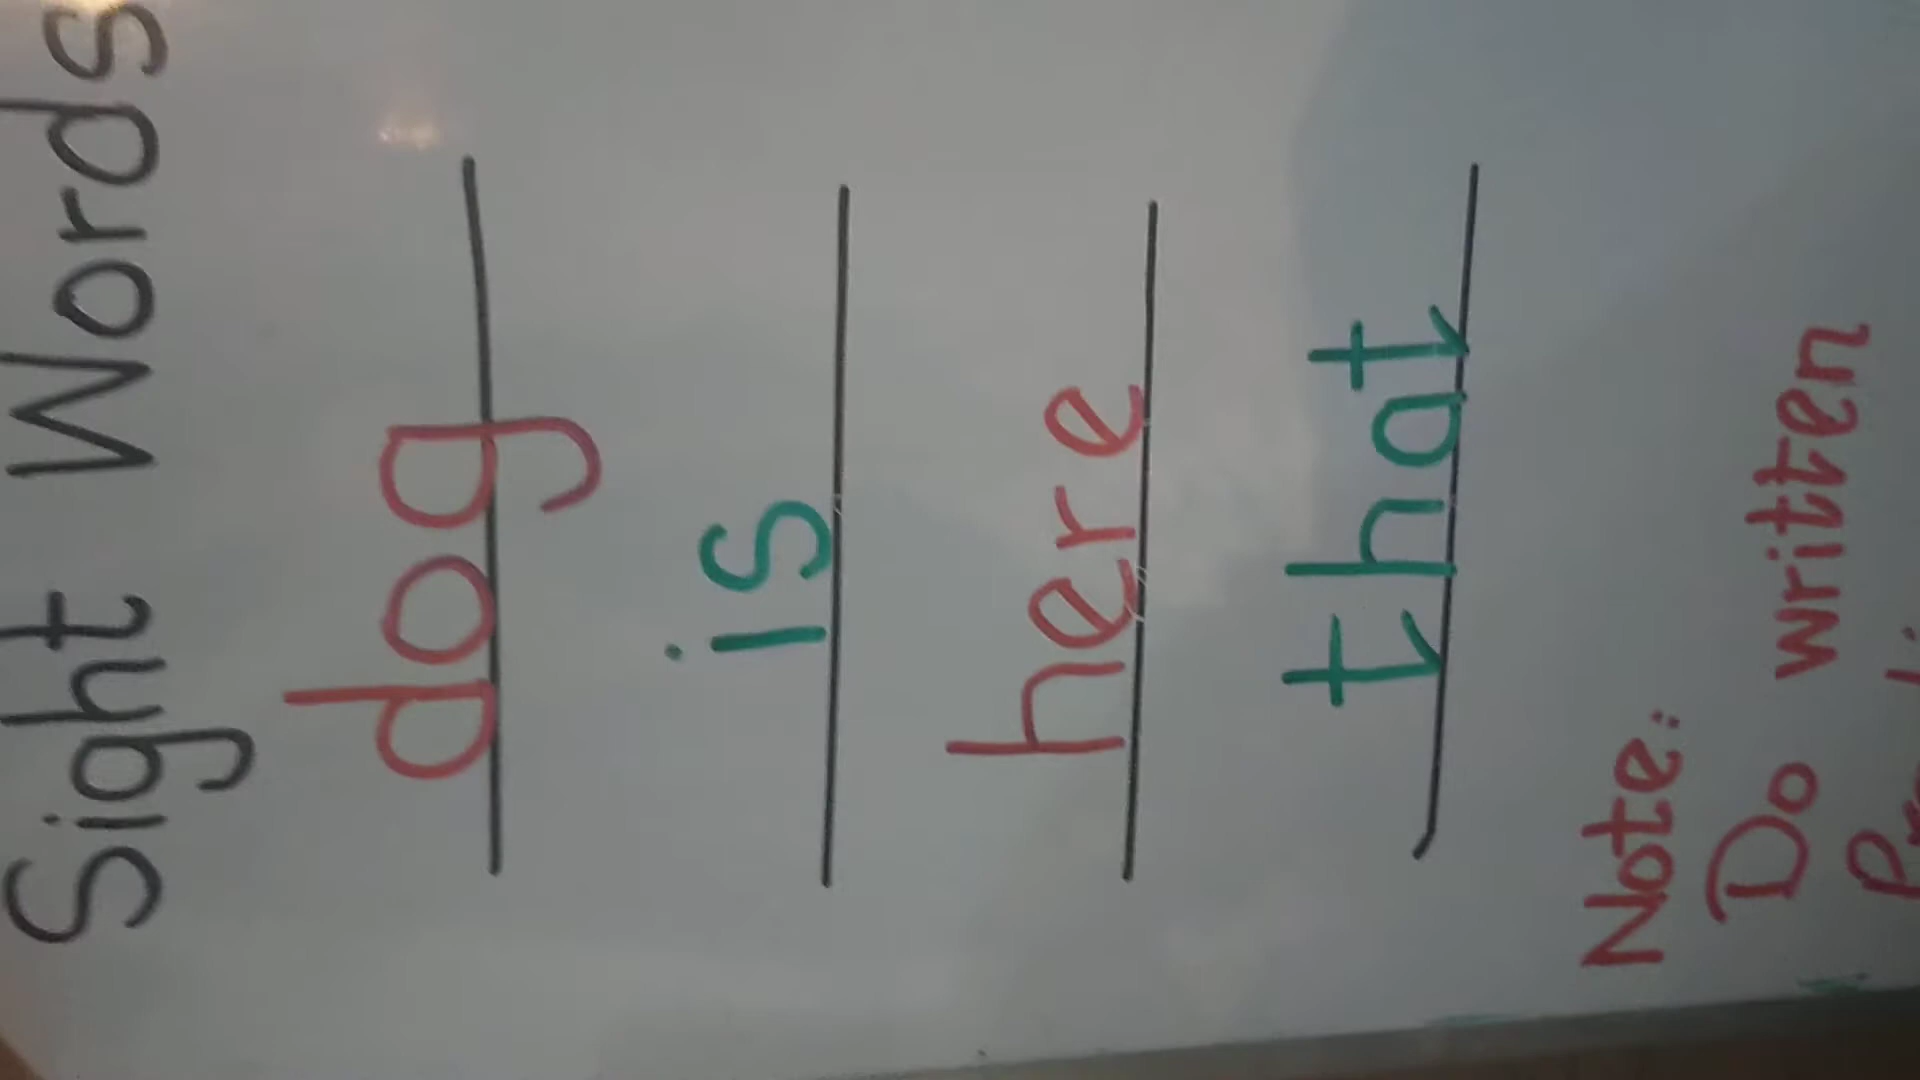 Sight Words
dog
is
here
that
Note:
Do written